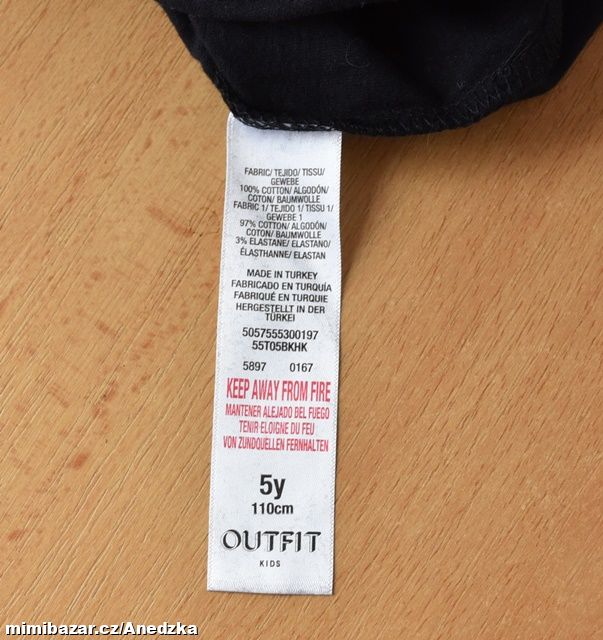 FABRIC/ TEJIDO/ TISSU/
GEWEBE
100% COTTON/ ALGODÓN/
COTON/ BAUMWOLLE
FABRIC 1/ TEJIDO 1/ TISSU 1/
GEWEBE 1
97% COTTON/ ALGODÓN/
COTON/ BAUMWOLLE
3% ELASTANE/ ELASTANO/
ÉLASTHANNE/ ELASTAN
MADE IN TURKEY
FABRICADO EN TURQUÍA
FABRIQUÉ EN TURQUIE
HERGESTELLT IN DER
TÜRKEI
5057555300197
55T05BKHK
5897 0167
KEEP AWAY FROM FIRE
MANTENER ALEJADO DEL FUEGO
TENIR ELOIGNE DU FEU
VON ZUNDQUELLEN FERNHALTEN
5y
110cm
OUTFIT
KIDS
mimibazar.cz/Anedzka